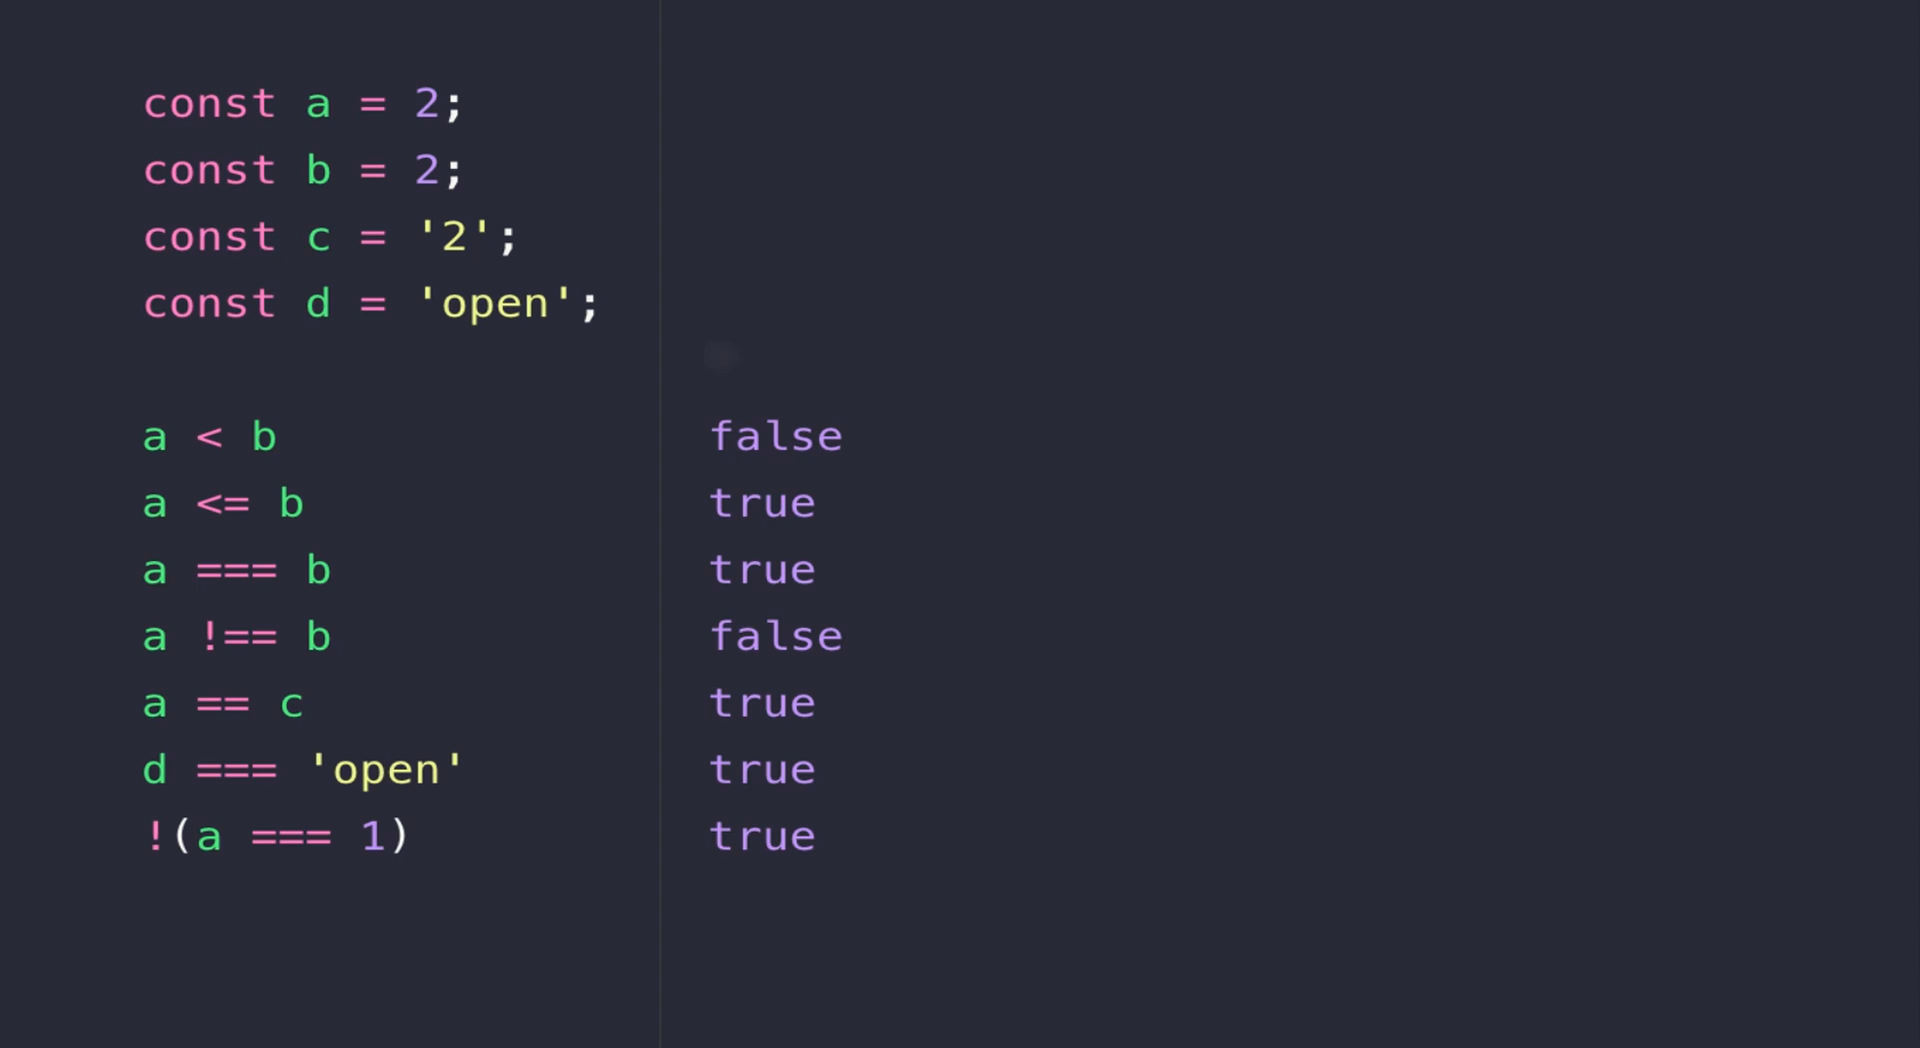 const a = 2;
const b = 2;
const c = '2';
const d = 'open';
a < b false
a <= b true
a === b true
a !== b false
a == c true
d === 'open' true
!(a === 1) true